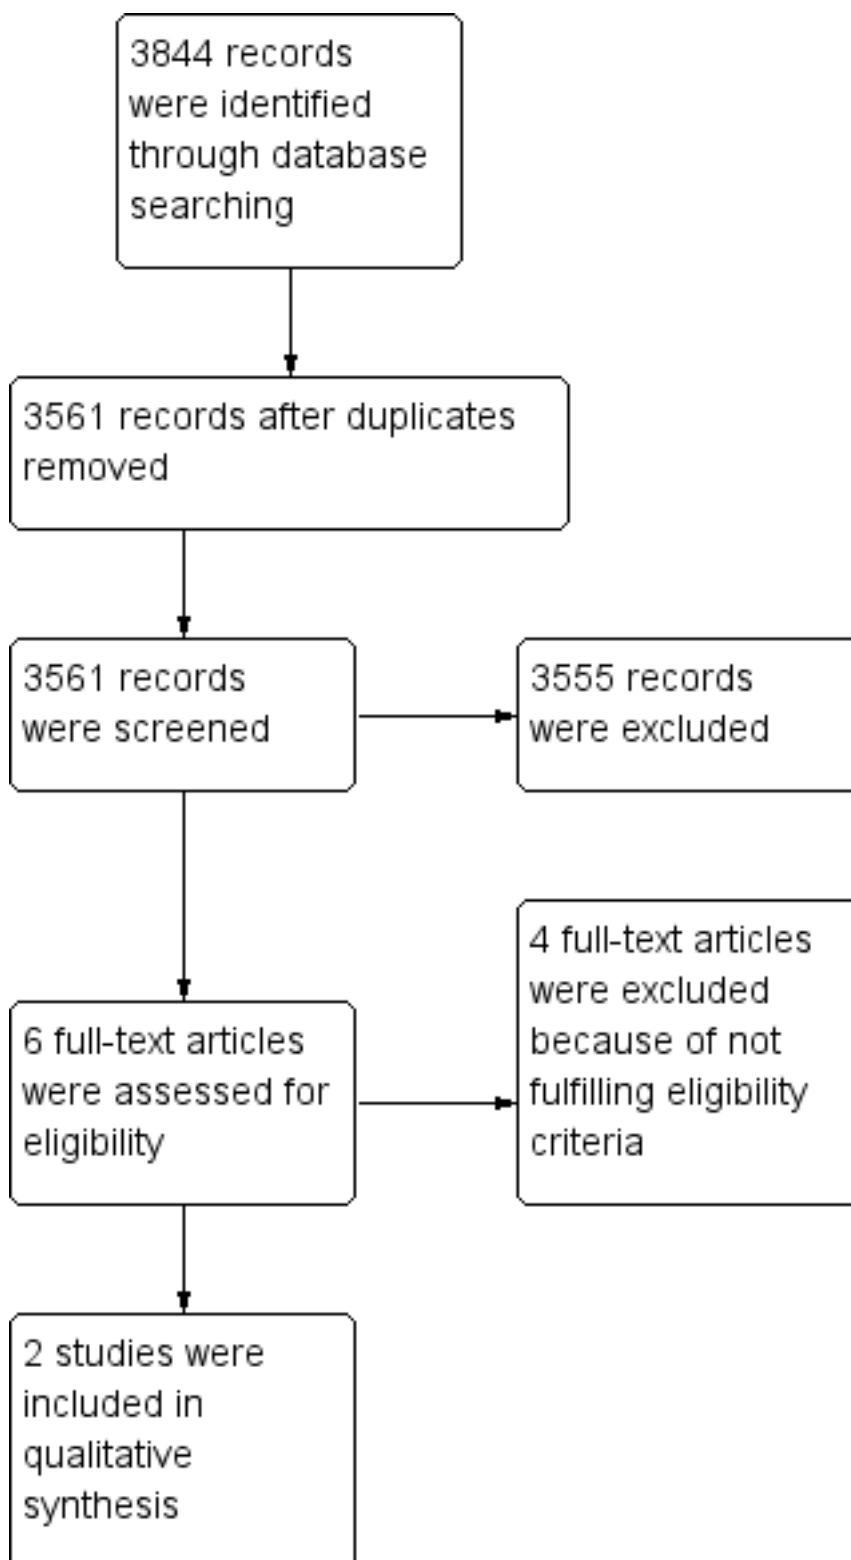 3844 records
were identified
through database
searching
3561 records after duplicates
removed
3561 records
were screened
3555 records
were excluded
4 full-text articles
were excluded
because of not
fulfilling eligibility
criteria
6 full-text articles
were assessed for
eligibility
2 studies were
included in
qualitative
synthesis